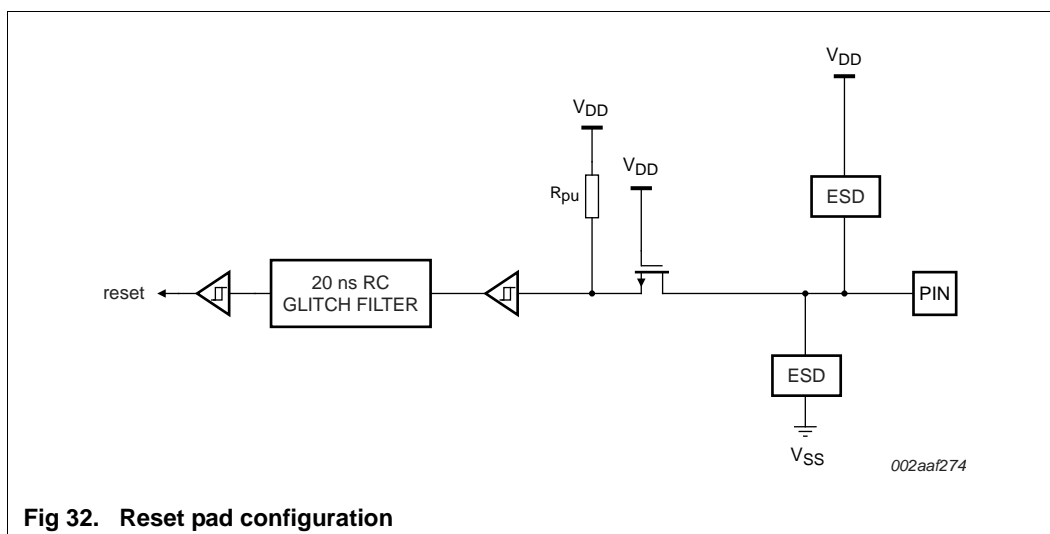 VDD
VDD
VDD
Rpu
ESD
reset
20 ns RC
GLITCH FILTER
PIN
ESD
VSS
002aaf274
Fig 32. Reset pad configuration